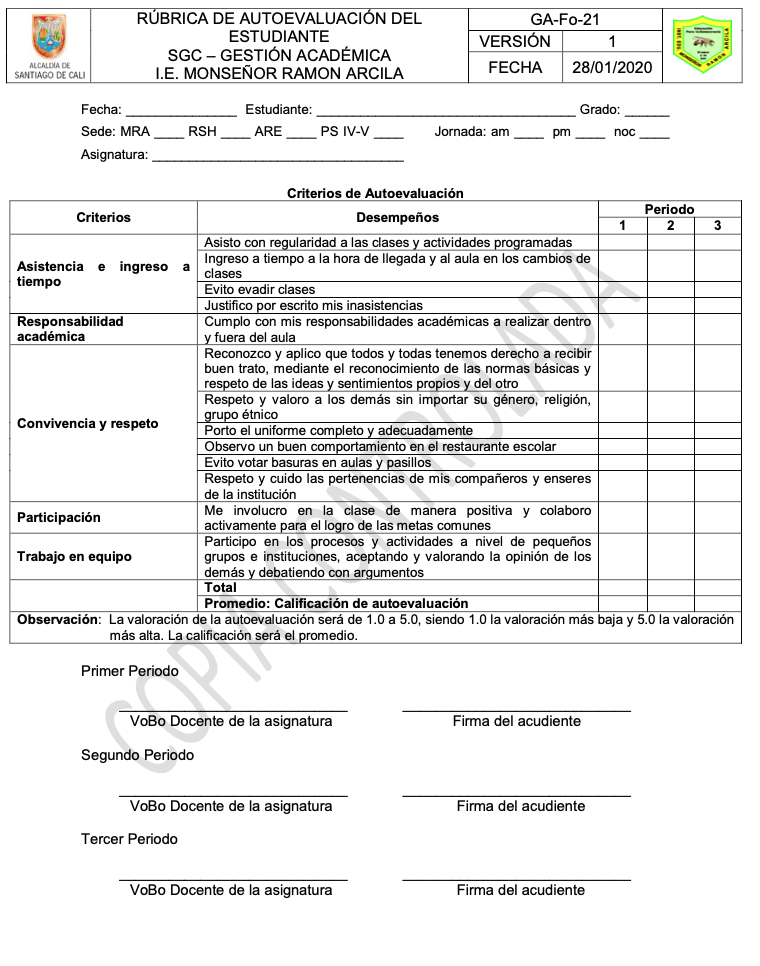 ALCALDIA DE
SANTIAGO DE CALI
RÚBRICA DE AUTOEVALUACIÓN DEL
ESTUDIANTE
SGC – GESTIÓN ACADÉMICA
I.E. MONSEÑOR RAMON ARCILA
GA-Fo-21
VERSIÓN 1
FECHA 28/01/2020
Fecha: _______________ Estudiante: ___________________________________ Grado: ______
Sede: MRA ____ RSH ____ ARE ____ PS IV-V ____ Jornada: am ____ pm ____ noc ____
Asignatura: __________________________________
Criterios de Autoevaluación
Criterios Desempeños Periodo
1 2 3
Asistencia e ingreso a
tiempo
Asisto con regularidad a las clases y actividades programadas
Ingreso a tiempo a la hora de llegada y al aula en los cambios de
clases
Evito evadir clases
Justifico por escrito mis inasistencias
Responsabilidad
académica
Cumplo con mis responsabilidades académicas a realizar dentro
y fuera del aula
Convivencia y respeto
Reconozco y aplico que todos y todas tenemos derecho a recibir
buen trato, mediante el reconocimiento de las normas básicas y
respeto de las ideas y sentimientos propios y del otro
Respeto y valoro a los demás sin importar su género, religión,
grupo étnico
Porto el uniforme completo y adecuadamente
Observo un buen comportamiento en el restaurante escolar
Evito votar basuras en aulas y pasillos
Respeto y cuido las pertenencias de mis compañeros y enseres
de la institución
Participación
Me involucro en la clase de manera positiva y colaboro
activamente para el logro de las metas comunes
Trabajo en equipo
Participo en los procesos y actividades a nivel de pequeños
grupos e instituciones, aceptando y valorando la opinión de los
demás y debatiendo con argumentos
Total
Promedio: Calificación de autoevaluación
Observación: La valoración de la autoevaluación será de 1.0 a 5.0, siendo 1.0 la valoración más baja y 5.0 la valoración
más alta. La calificación será el promedio.
COPIA CONTROLADA
Primer Periodo
VoBo Docente de la asignatura Firma del acudiente
Segundo Periodo
VoBo Docente de la asignatura Firma del acudiente
Tercer Periodo
VoBo Docente de la asignatura Firma del acudiente